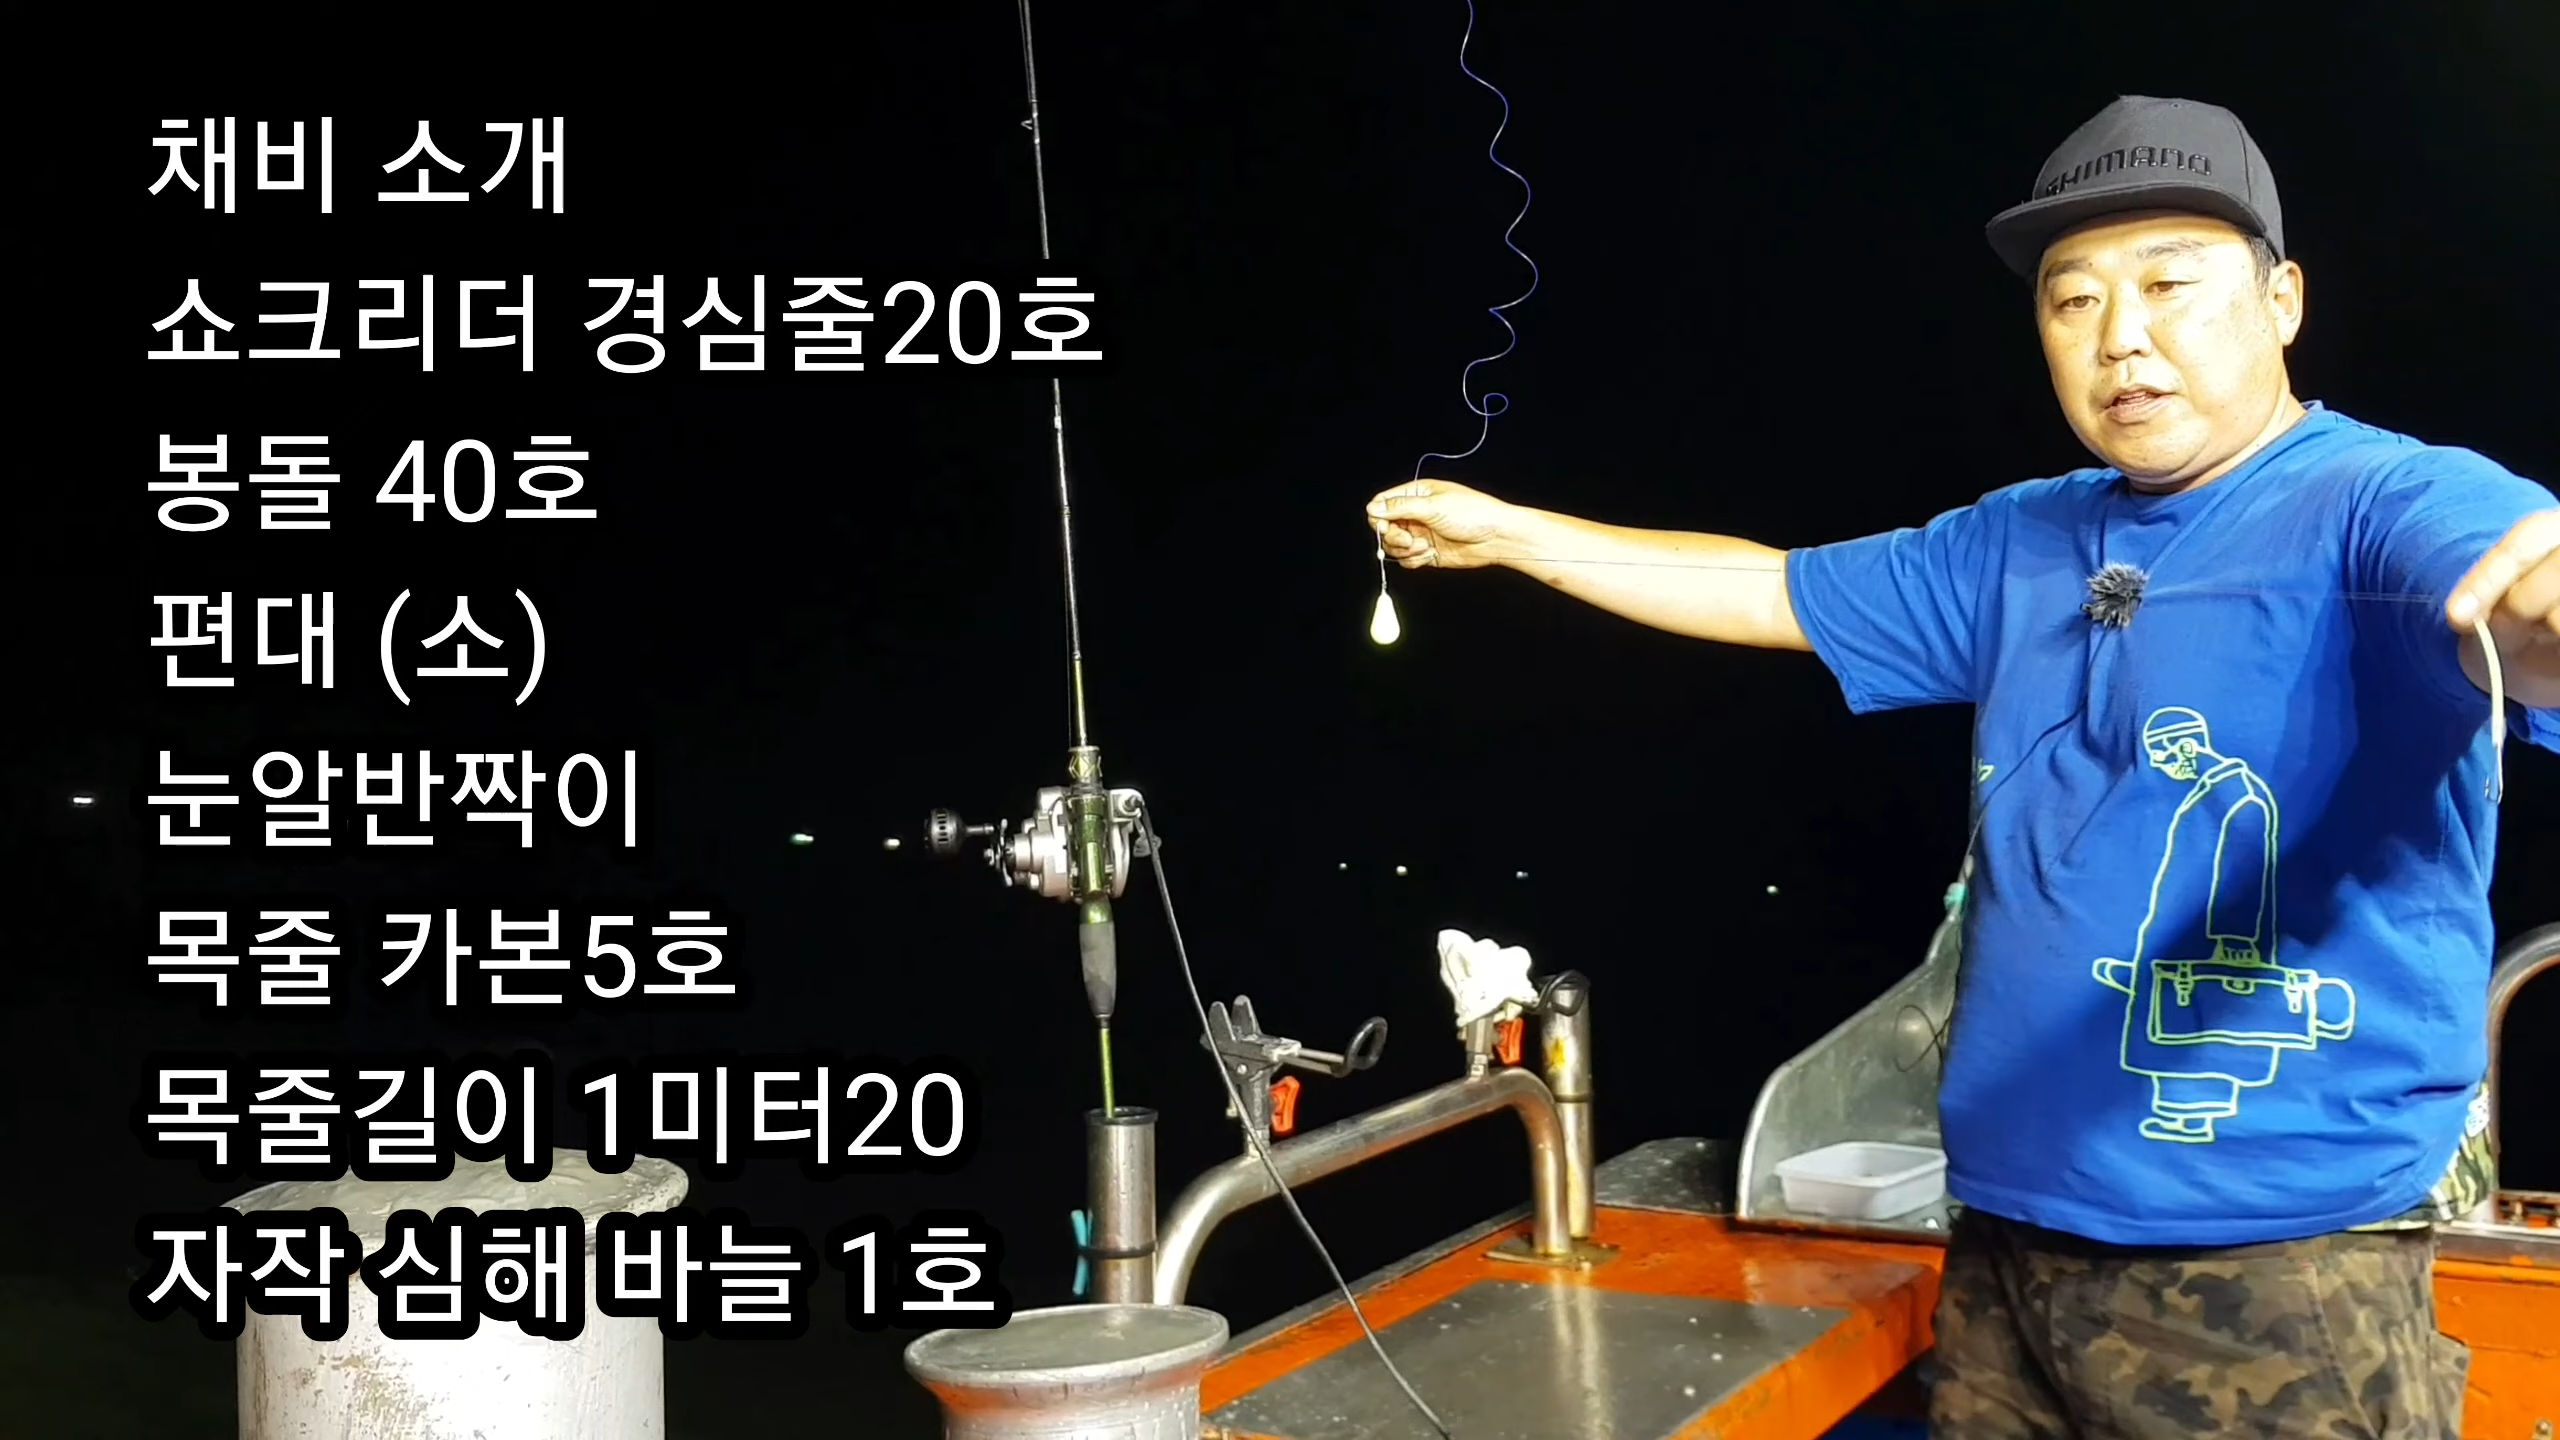 채비 소개
쇼크리더 경심줄20호
봉돌 40호
편대 (소)
눈알반짝이
목줄 카본5호
목줄길이 1미터20
자작 심해 바늘 1호
SHIMANO